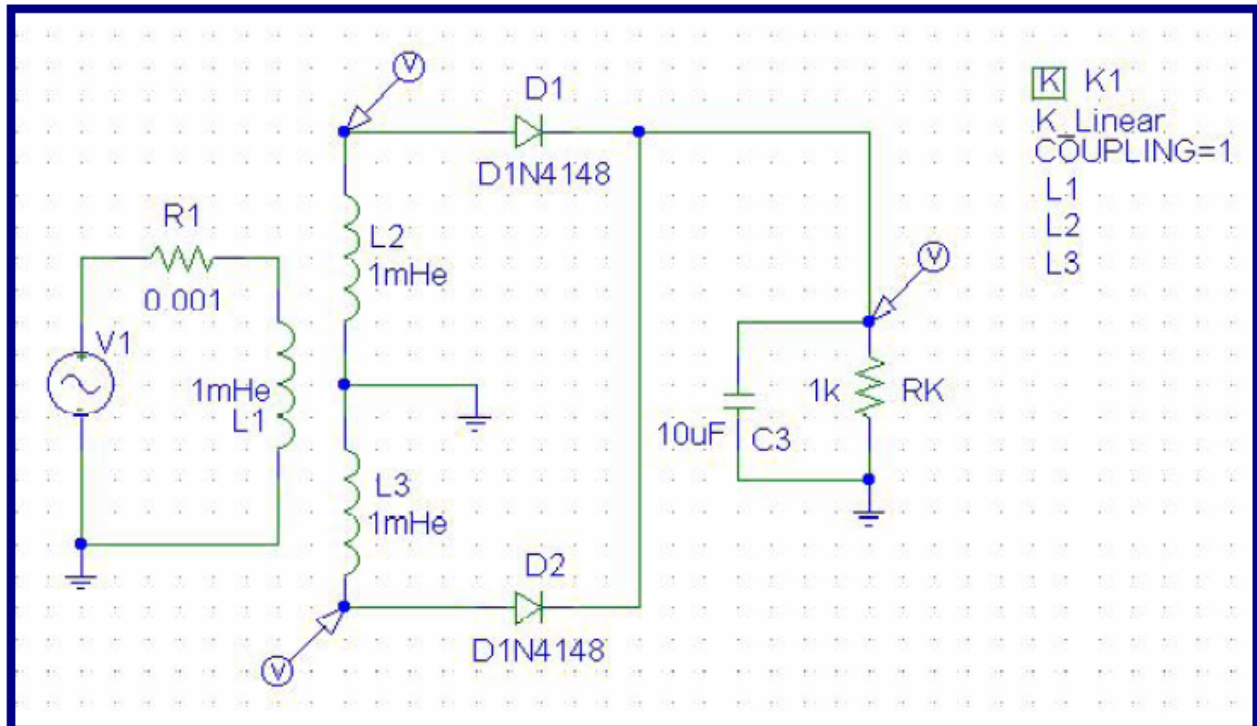 V
D1
D1N4148
K K1
K_Linear
COUPLING=1
L1
L2
L3
R1
0.001
L2
1mHe
V
V1
1mHe
L1
1k
RK
10uF
C3
L3
1mHe
D2
D1N4148
V